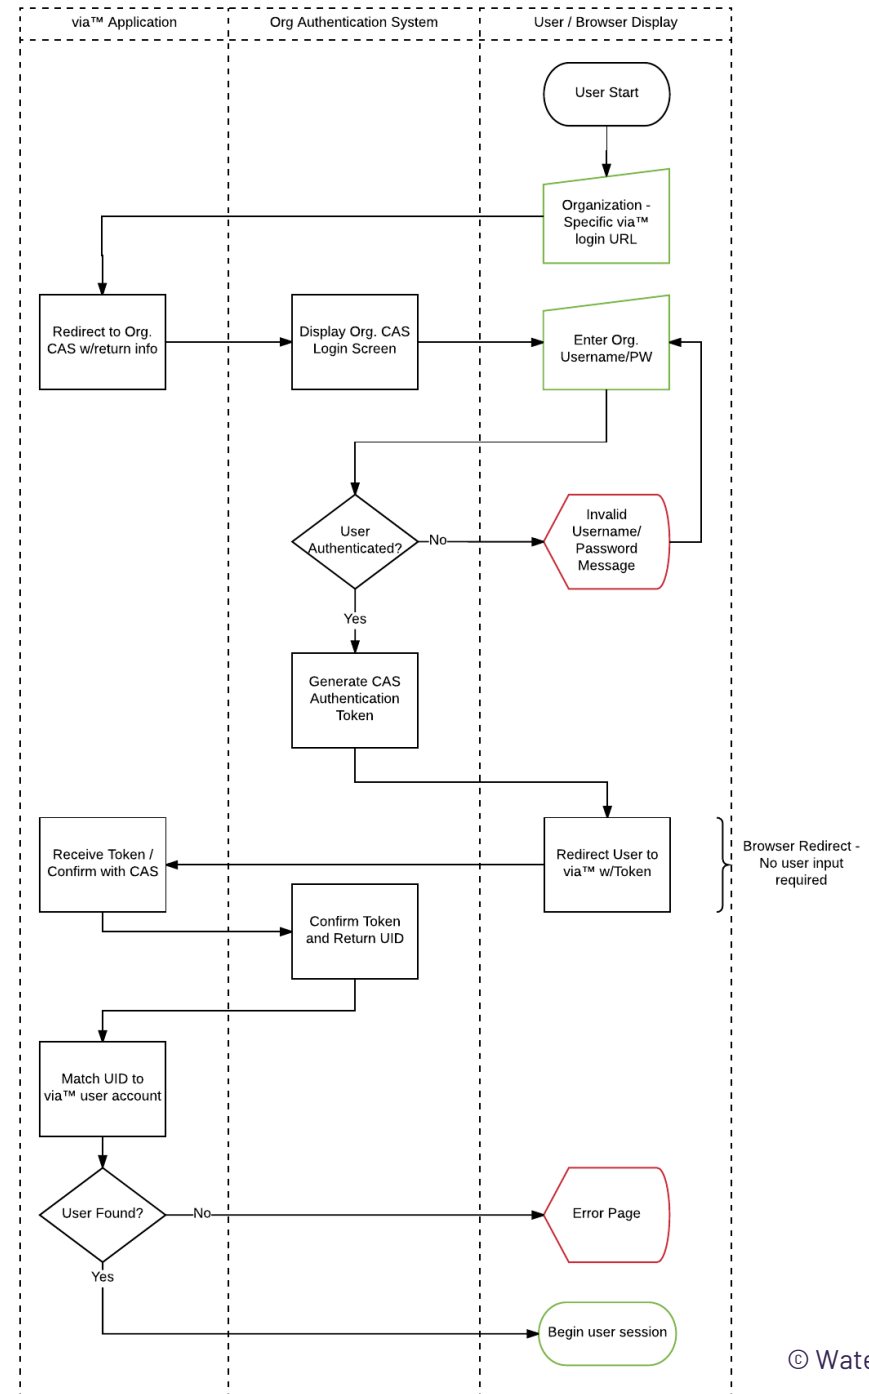 via™ Application
Org Authentication System
User / Browser Display
User Start
Organization -
Specific via™
login URL
Redirect to Org.
CAS w/return info
Display Org. CAS
Login Screen
Enter Org.
Username/PW
User
Authenticated?
No
Invalid
Username/
Password
Message
Yes
Generate CAS
Authentication
Token
Receive Token /
Confirm with CAS
Redirect User to
via™ w/Token
Browser Redirect -
No user input
required
Confirm Token
and Return UID
Match UID to
via™ user account
User Found?
No
Error Page
Yes
Begin user session
©